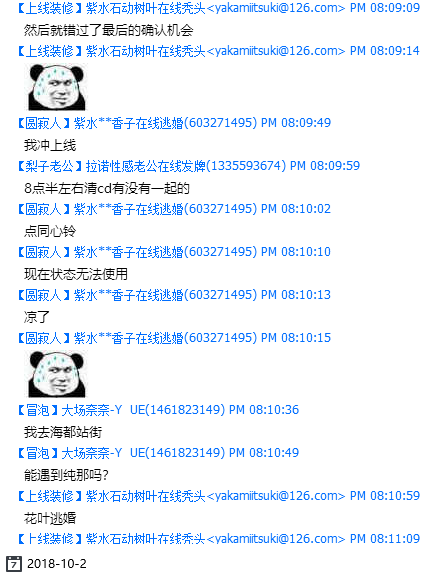 【上线装修】紫水石动树叶在线秃头<yakamiitsuki@126.com> PM 08:09:09
然后就错过了最后的确认机会
【上线装修】紫水石动树叶在线秃头<yakamiitsuki@126.com> PM 08:09:14
【圆寂人】紫水**香子在线逃婚(603271495) PM 08:09:49
我冲上线
【梨子老公】拉诺性感老公在线发牌(1335593674) PM 08:09:59
8点半左右清cd有没有一起的
【圆寂人】紫水**香子在线逃婚(603271495) PM 08:10:02
点同心铃
【圆寂人】紫水**香子在线逃婚(603271495) PM 08:10:10
现在状态无法使用
【圆寂人】紫水**香子在线逃婚(603271495) PM 08:10:13
凉了
【圆寂人】紫水**香子在线逃婚(603271495) PM 08:10:15
【冒泡】大场奈奈-Y  UE(1461823149) PM 08:10:36
我去海都站街
【冒泡】大场奈奈-Y  UE(1461823149) PM 08:10:49
能遇到纯那吗?
【上线装修】紫水石动树叶在线秃头<yakamiitsuki@126.com> PM 08:10:59
花叶逃婚
【上线装修】紫水石动树叶在线秃头<yakamiitsuki@126.com> PM 08:11:09
7 2018-10-2